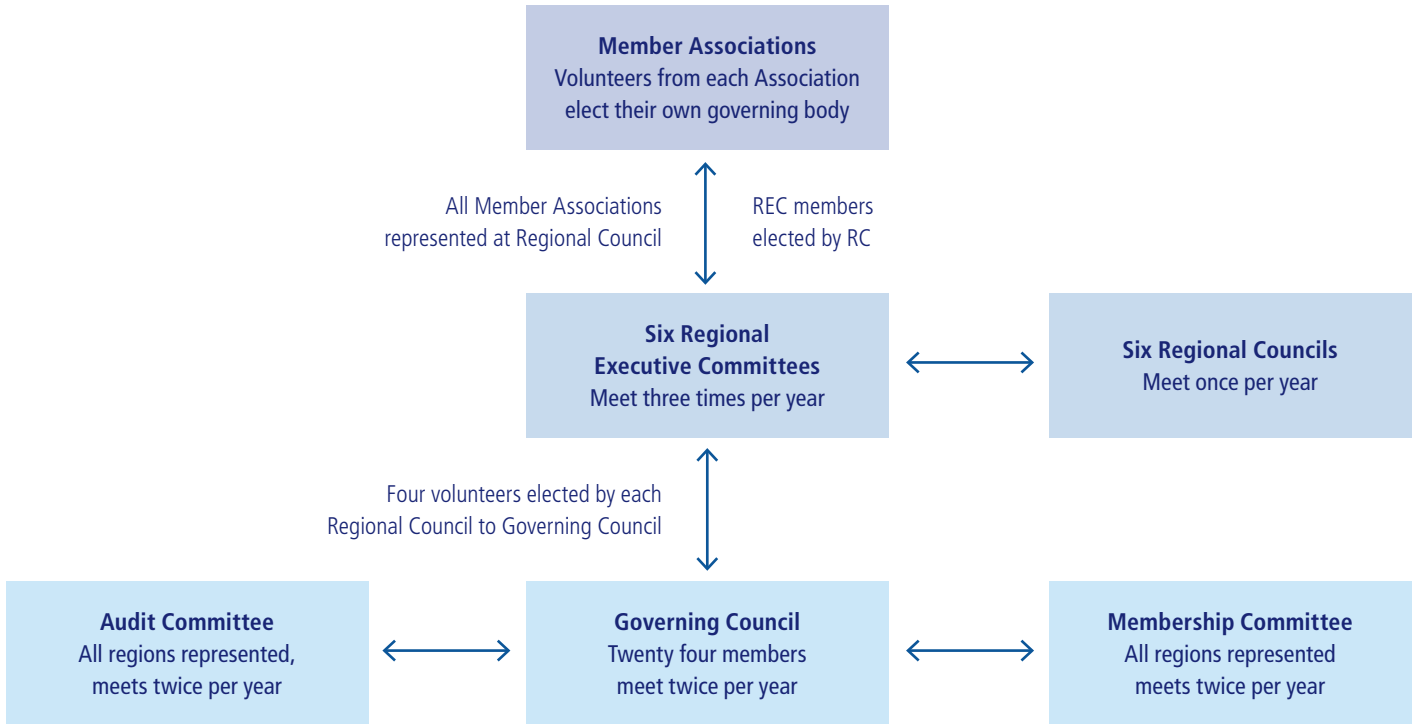 Member Associations
Volunteers from each Association
elect their own governing body
All Member Associations
represented at Regional Council
REC members
elected by RC
Six Regional
Executive Committees
Meet three times per year
Six Regional Councils
Meet once per year
Four volunteers elected by each
Regional Council to Governing Council
Audit Committee
All regions represented,
meets twice per year
Governing Council
Twenty four members
meet twice per year
Membership Committee
All regions represented
meets twice per year